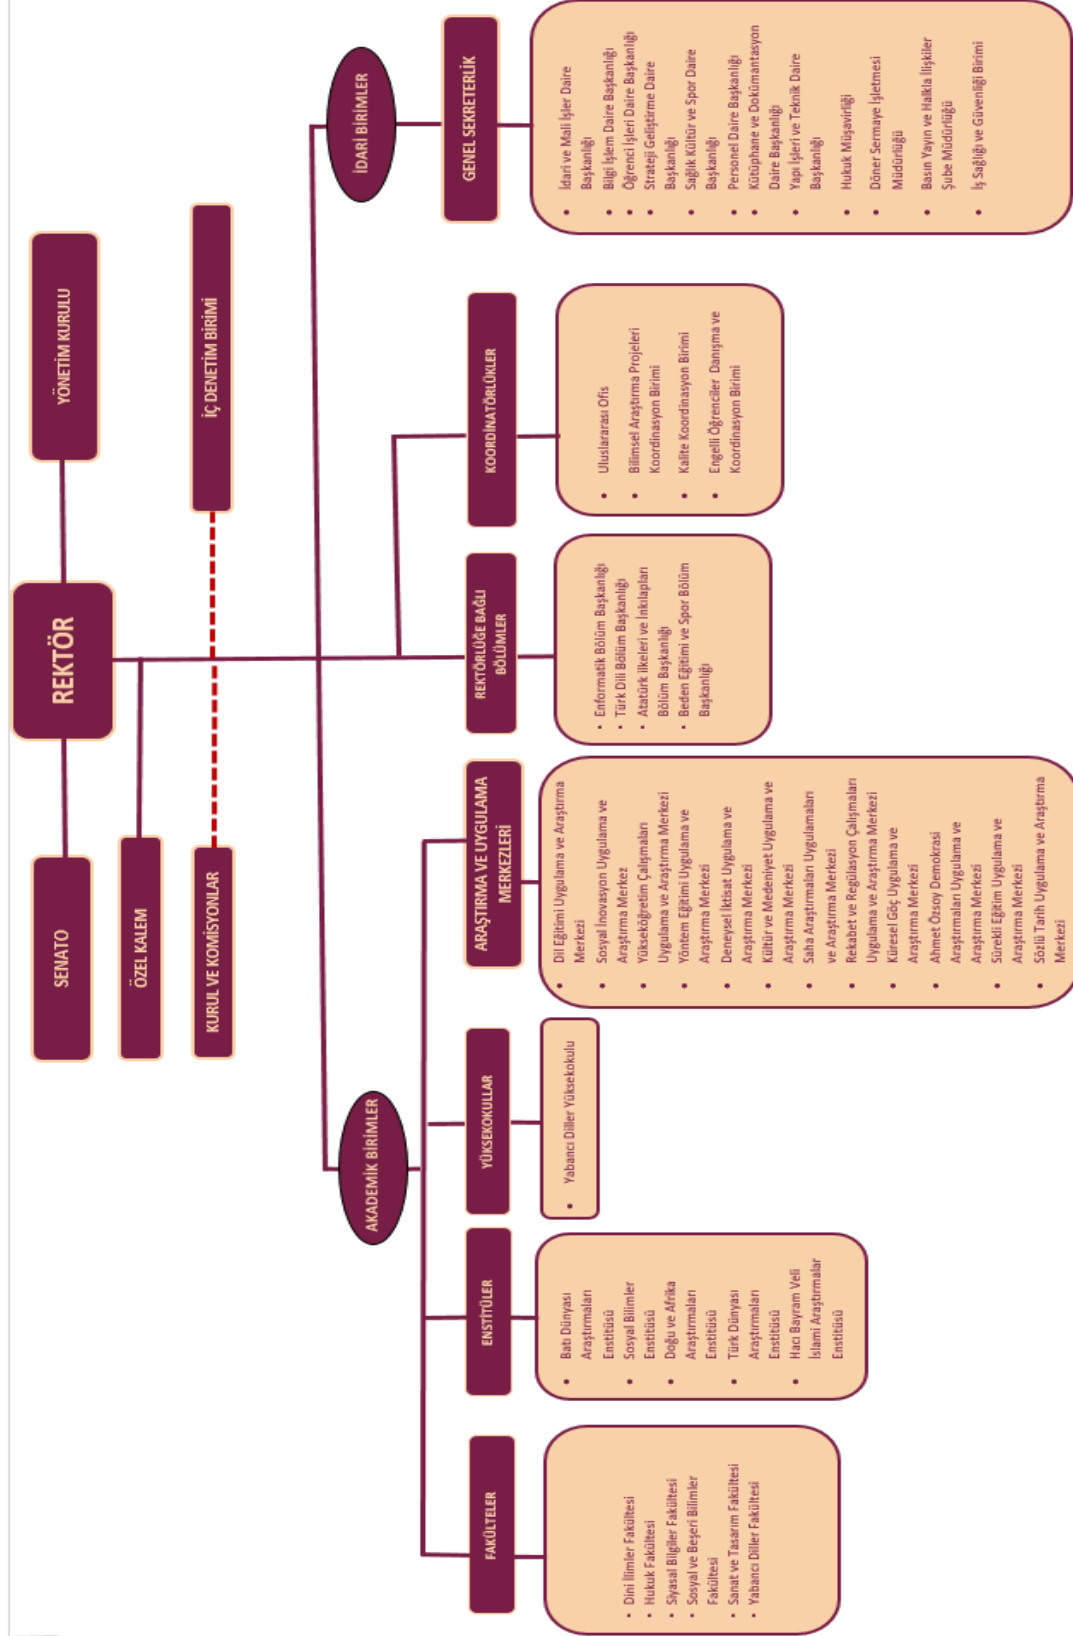 REKTÖR
SENATO
YÖNETİM KURULU
ÖZEL KALEM
KURUL VE KOMİSYONLAR
İÇ DENETİM BİRİMİ
AKADEMİK BİRİMLER
İDARİ BİRİMLER
FAKÜLTELER
• Dini İlimler Fakültesi
• Hukuk Fakültesi
• Siyasal Bilgiler Fakültesi
• Sosyal ve Beşeri Bilimler
Fakültesi
• Sanat ve Tasarım Fakültesi
• Yabancı Diller Fakültesi
ENSTİTÜLER
• Batı Dünyası
Araştırmaları
Enstitüsü
• Sosyal Bilimler
Enstitüsü
• Doğu ve Afrika
Araştırmaları
Enstitüsü
• Türk Dünyası
Araştırmaları
Enstitüsü
• Hacı Bayram Veli
İslami Araştırmalar
Enstitüsü
YÜKSEKOKULLAR
• Yabancı Diller Yüksekokulu
ARAŞTIRMA VE UYGULAMA
MERKEZLERİ
• Dil Eğitimi Uygulama ve Araştırma
Merkezi
• Sosyal İnovasyon Uygulama ve
Araştırma Merkez
• Yükseköğretim Çalışmaları
Uygulama ve Araştırma Merkezi
• Yöntem Eğitimi Uygulama ve
Araştırma Merkezi
• Deneysel İktisat Uygulama ve
Araştırma Merkezi
• Kültür ve Medeniyet Uygulama ve
Araştırma Merkezi
• Saha Araştırmaları Uygulamaları
ve Araştırma Merkezi
• Rekabet ve Regülasyon Çalışmaları
Uygulama ve Araştırma Merkezi
• Küresel Göç Uygulama ve
Araştırma Merkezi
• Ahmet Özsoy Demokrasi
Araştırmaları Uygulama ve
Araştırma Merkezi
• Sürekli Eğitim Uygulama ve
Araştırma Merkezi
• Sözlü Tarih Uygulama ve Araştırma
Merkezi
REKTÖRLÜĞE BAĞLI
BÖLÜMLER
• Enformatik Bölüm Başkanlığı
• Türk Dili Bölüm Başkanlığı
• Atatürk ilkeleri ve İnkılapları
Bölüm Başkanlığı
• Beden Eğitimi ve Spor Bölüm
Başkanlığı
KOORDİNATÖRLÜKLER
• Uluslararası Ofis
• Bilimsel Araştırma Projeleri
Koordinasyon Birimi
• Kalite Koordinasyon Birimi
• Engelli Öğrenciler Danışma ve
Koordinasyon Birimi
GENEL SEKRETERLİK
• İdari ve Mali İşler Daire
Başkanlığı
• Bilgi İşlem Daire Başkanlığı
• Öğrenci İşleri Daire Başkanlığı
• Strateji Geliştirme Daire
Başkanlığı
• Sağlık Kültür ve Spor Daire
Başkanlığı
• Personel Daire Başkanlığı
• Kütüphane ve Dokümantasyon
Daire Başkanlığı
• Yapı İşleri ve Teknik Daire
Başkanlığı
• Hukuk Müşavirliği
• Döner Sermaye İşletmesi
Müdürlüğü
• Basın Yayın ve Halkla İlişkiler
Şube Müdürlüğü
• İş Sağlığı ve Güvenliği Birimi